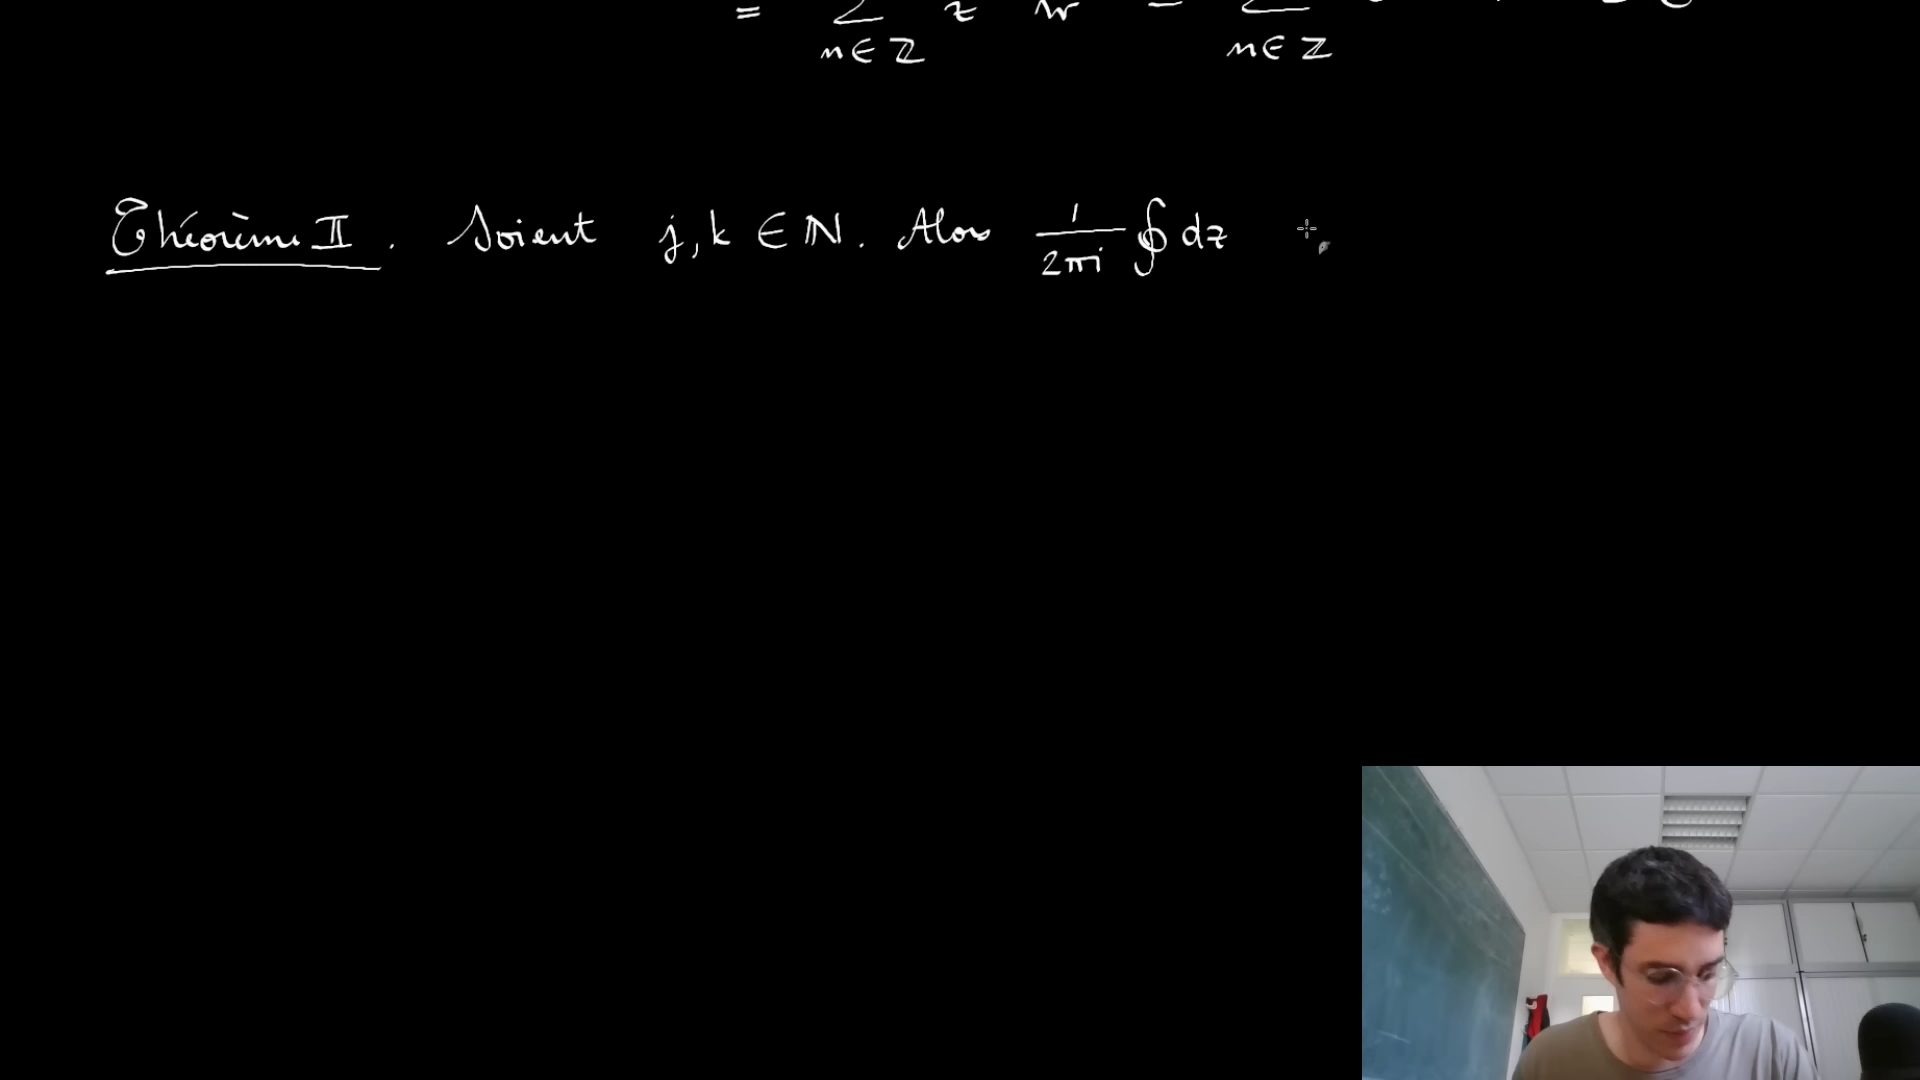 = Σ z w = Σ
n∈ℤ n∈ℤ
Théorème II. Soient j, k ∈ ℕ. Alors 1/2πi ∮ dz